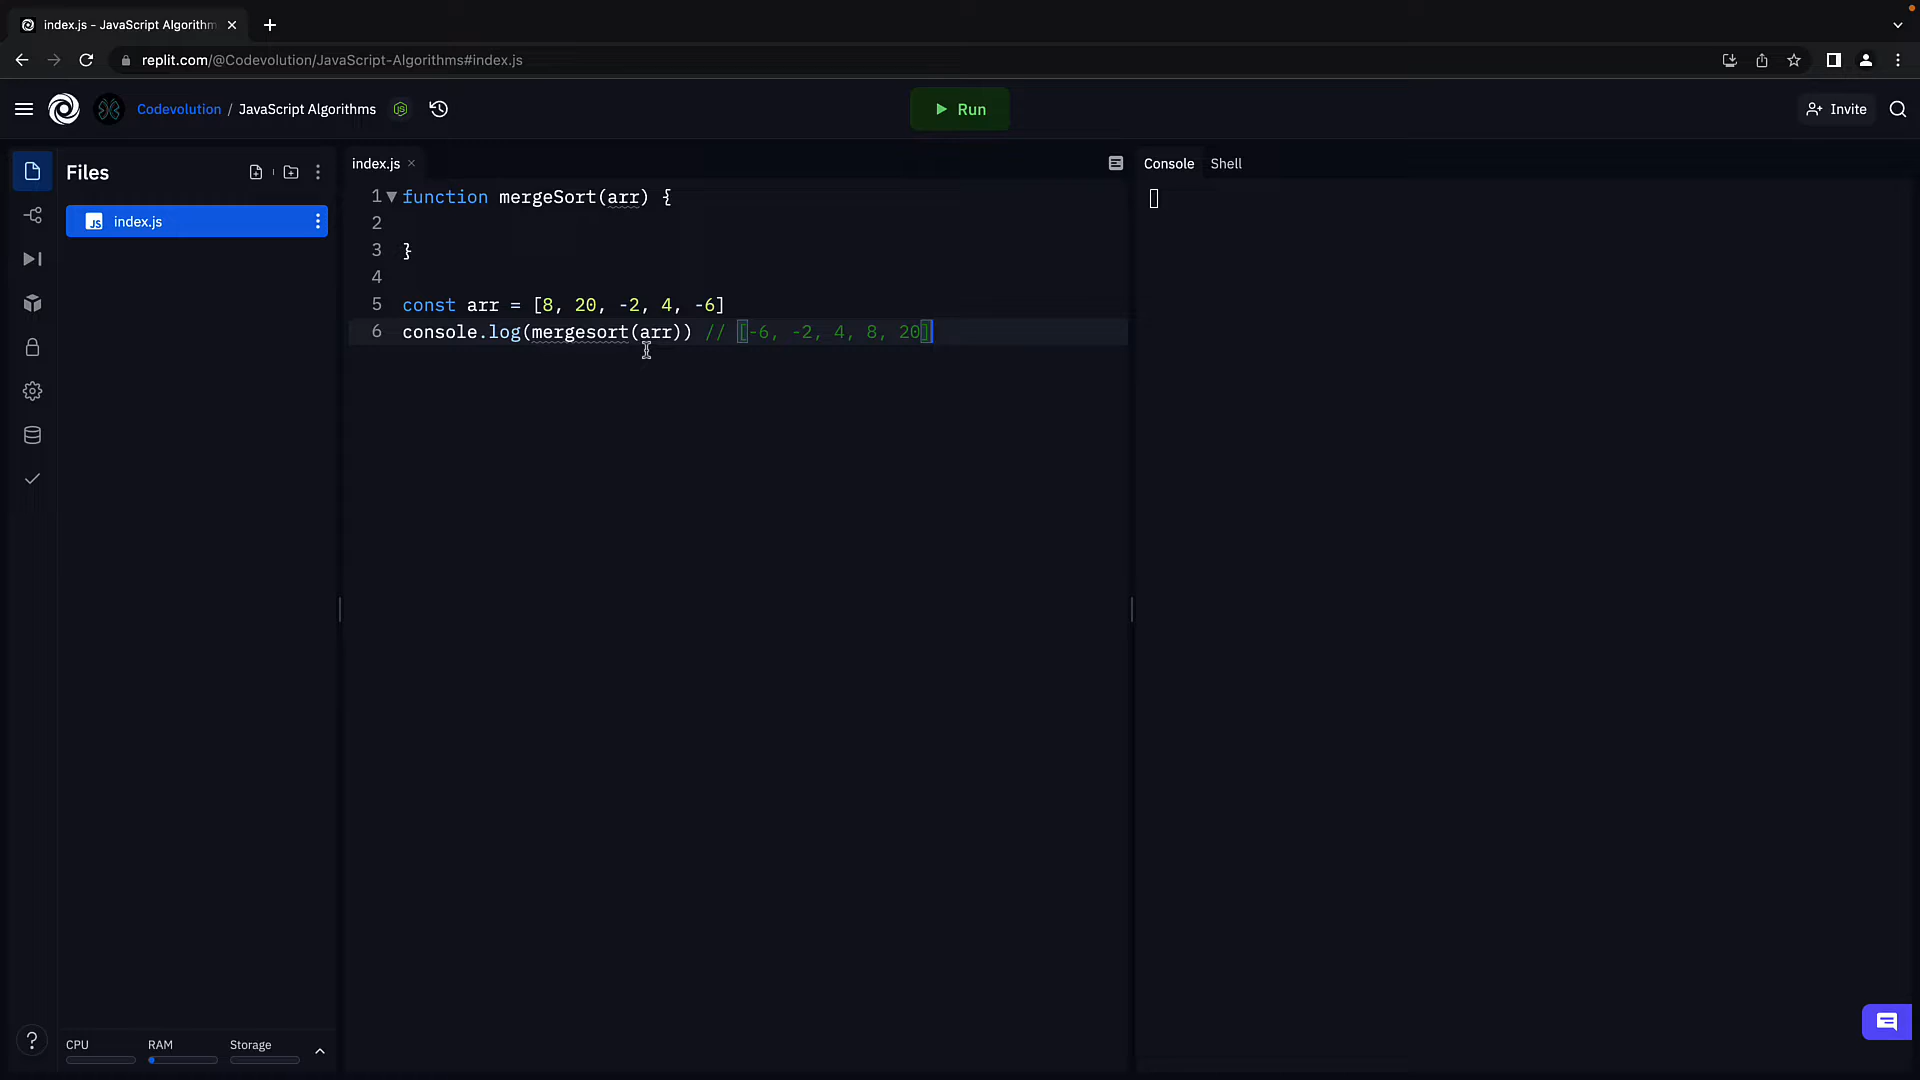 index.js - JavaScript Algorithm
replit.com/@Codevolution/JavaScript-Algorithms#index.js
Codevolution / JavaScript Algorithms
Run
Invite
Files
index.js
index.js
1 function mergeSort(arr) {
2
3 }
4
5 const arr = [8, 20, -2, 4, -6]
6 console.log(mergesort(arr)) // [-6, -2, 4, 8, 20]
Console
Shell
CPU
RAM
Storage